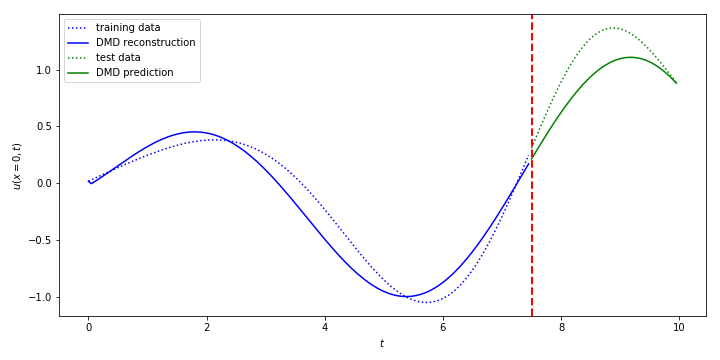 training data
DMD reconstruction
test data
DMD prediction
1.0
0.5
0.0
−0.5
−1.0
u(x = 0, t)
0
2
4
6
8
10
t